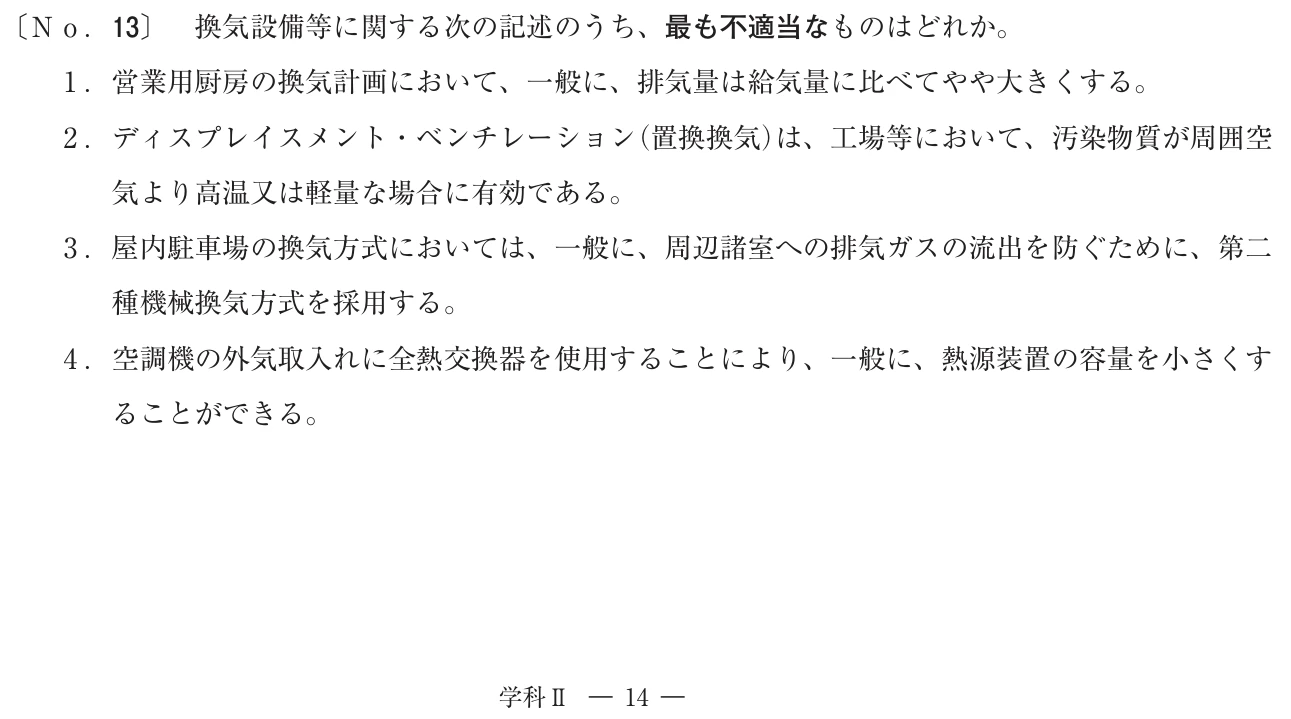 〔No. 13〕 換気設備等に関する次の記述のうち、最も不適当なものはどれか。
1. 営業用厨房の換気計画において、一般に、排気量は給気量に比べてやや大きくする。
2. ディスプレイスメント・ベンチレーション(置換換気)は、工場等において、汚染物質が周囲空
気より高温又は軽量な場合に有効である。
3. 屋内駐車場の換気方式においては、一般に、周辺諸室への排気ガスの流出を防ぐために、第二
種機械換気方式を採用する。
4. 空調機の外気取入れに全熱交換器を使用することにより、一般に、熱源装置の容量を小さくす
ることができる。
学科Ⅱ — 14 —